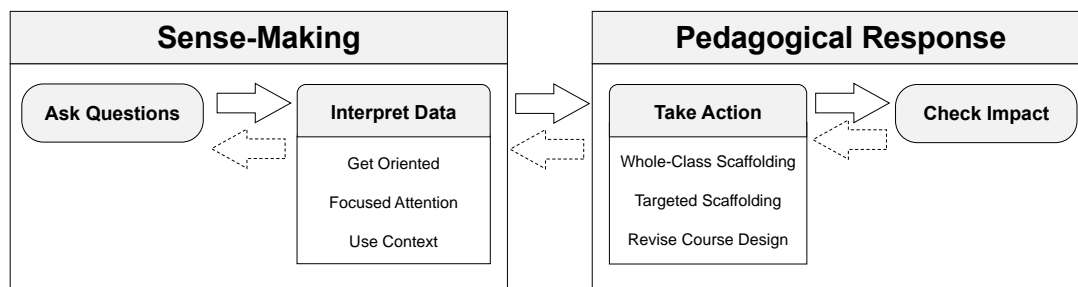 Sense-Making
Ask Questions
Interpret Data
Get Oriented
Focused Attention
Use Context
Pedagogical Response
Take Action
Whole-Class Scaffolding
Targeted Scaffolding
Revise Course Design
Check Impact